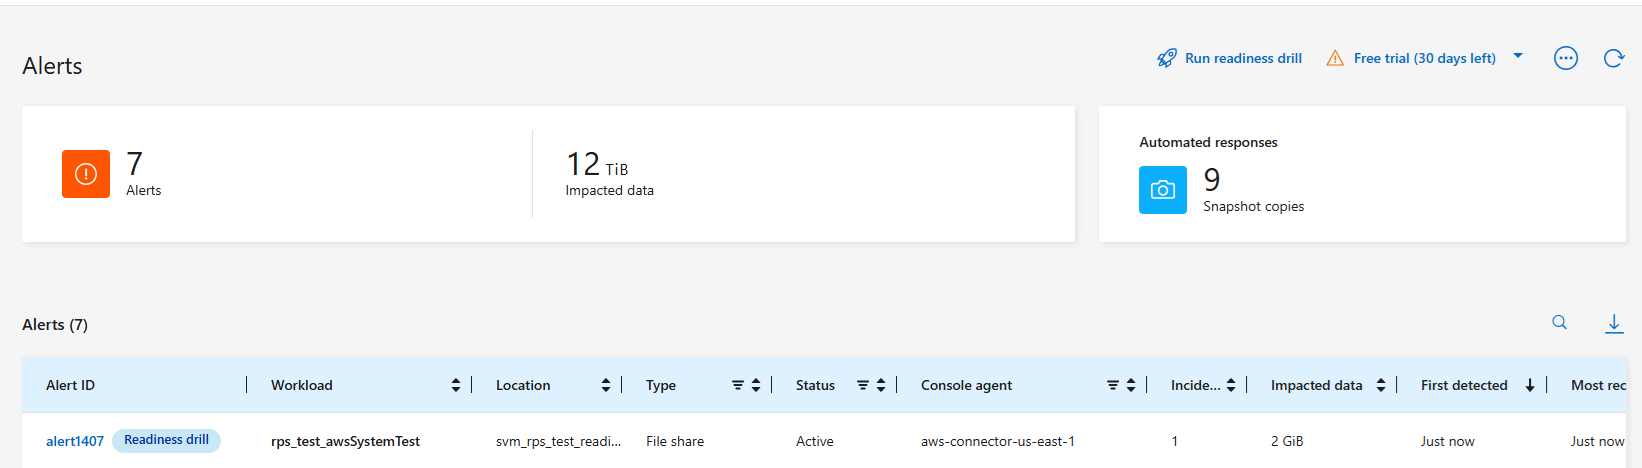 Alerts
Run readiness drill
Free trial (30 days left)
7
Alerts
12 TiB
Impacted data
Automated responses
9
Snapshot copies
Alerts (7)
Alert ID Workload Location Type Status Console agent Incide... Impacted data First detected Most rec
alert1407 Readiness drill rps_test_awsSystemTest svm_rps_test_readi... File share Active aws-connector-us-east-1 1 2 GiB Just now Just now